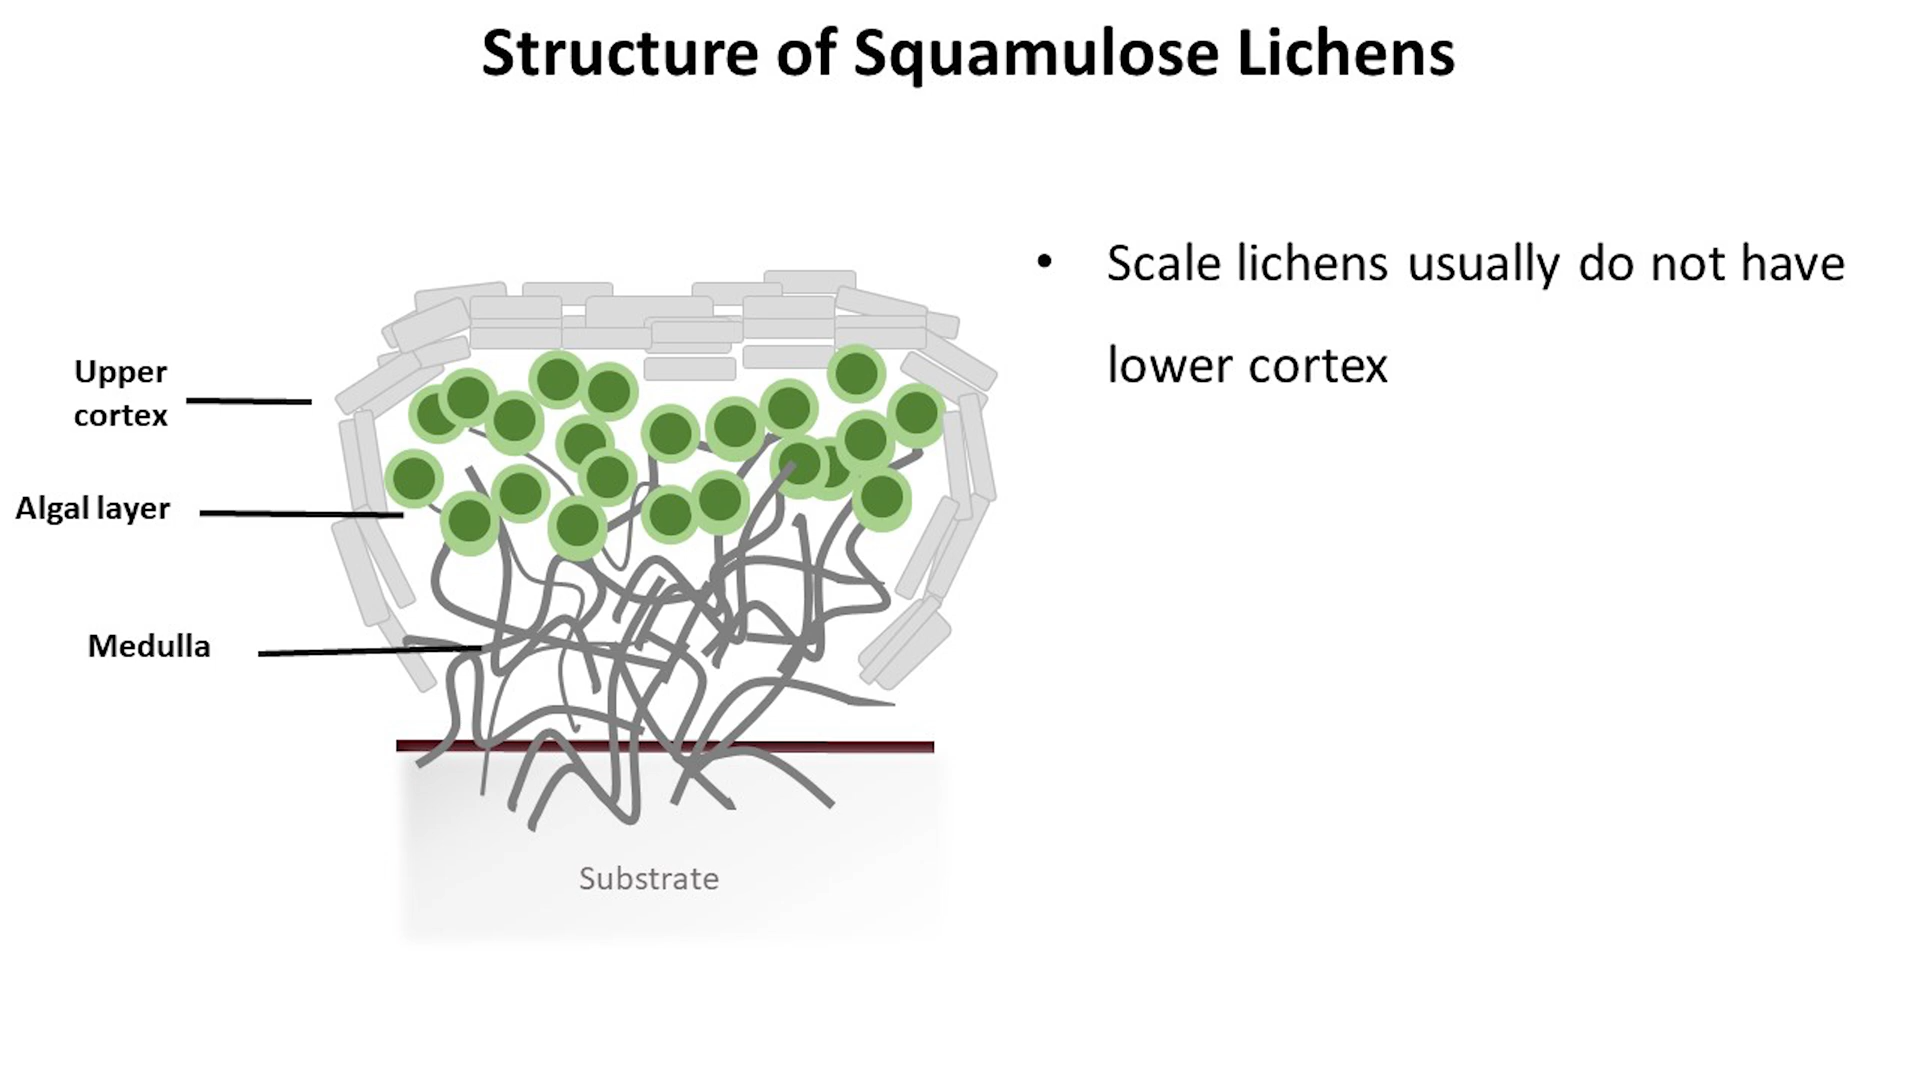 Structure of Squamulose Lichens
• Scale lichens usually do not have
lower cortex
Upper
cortex
Algal layer
Medulla
Substrate